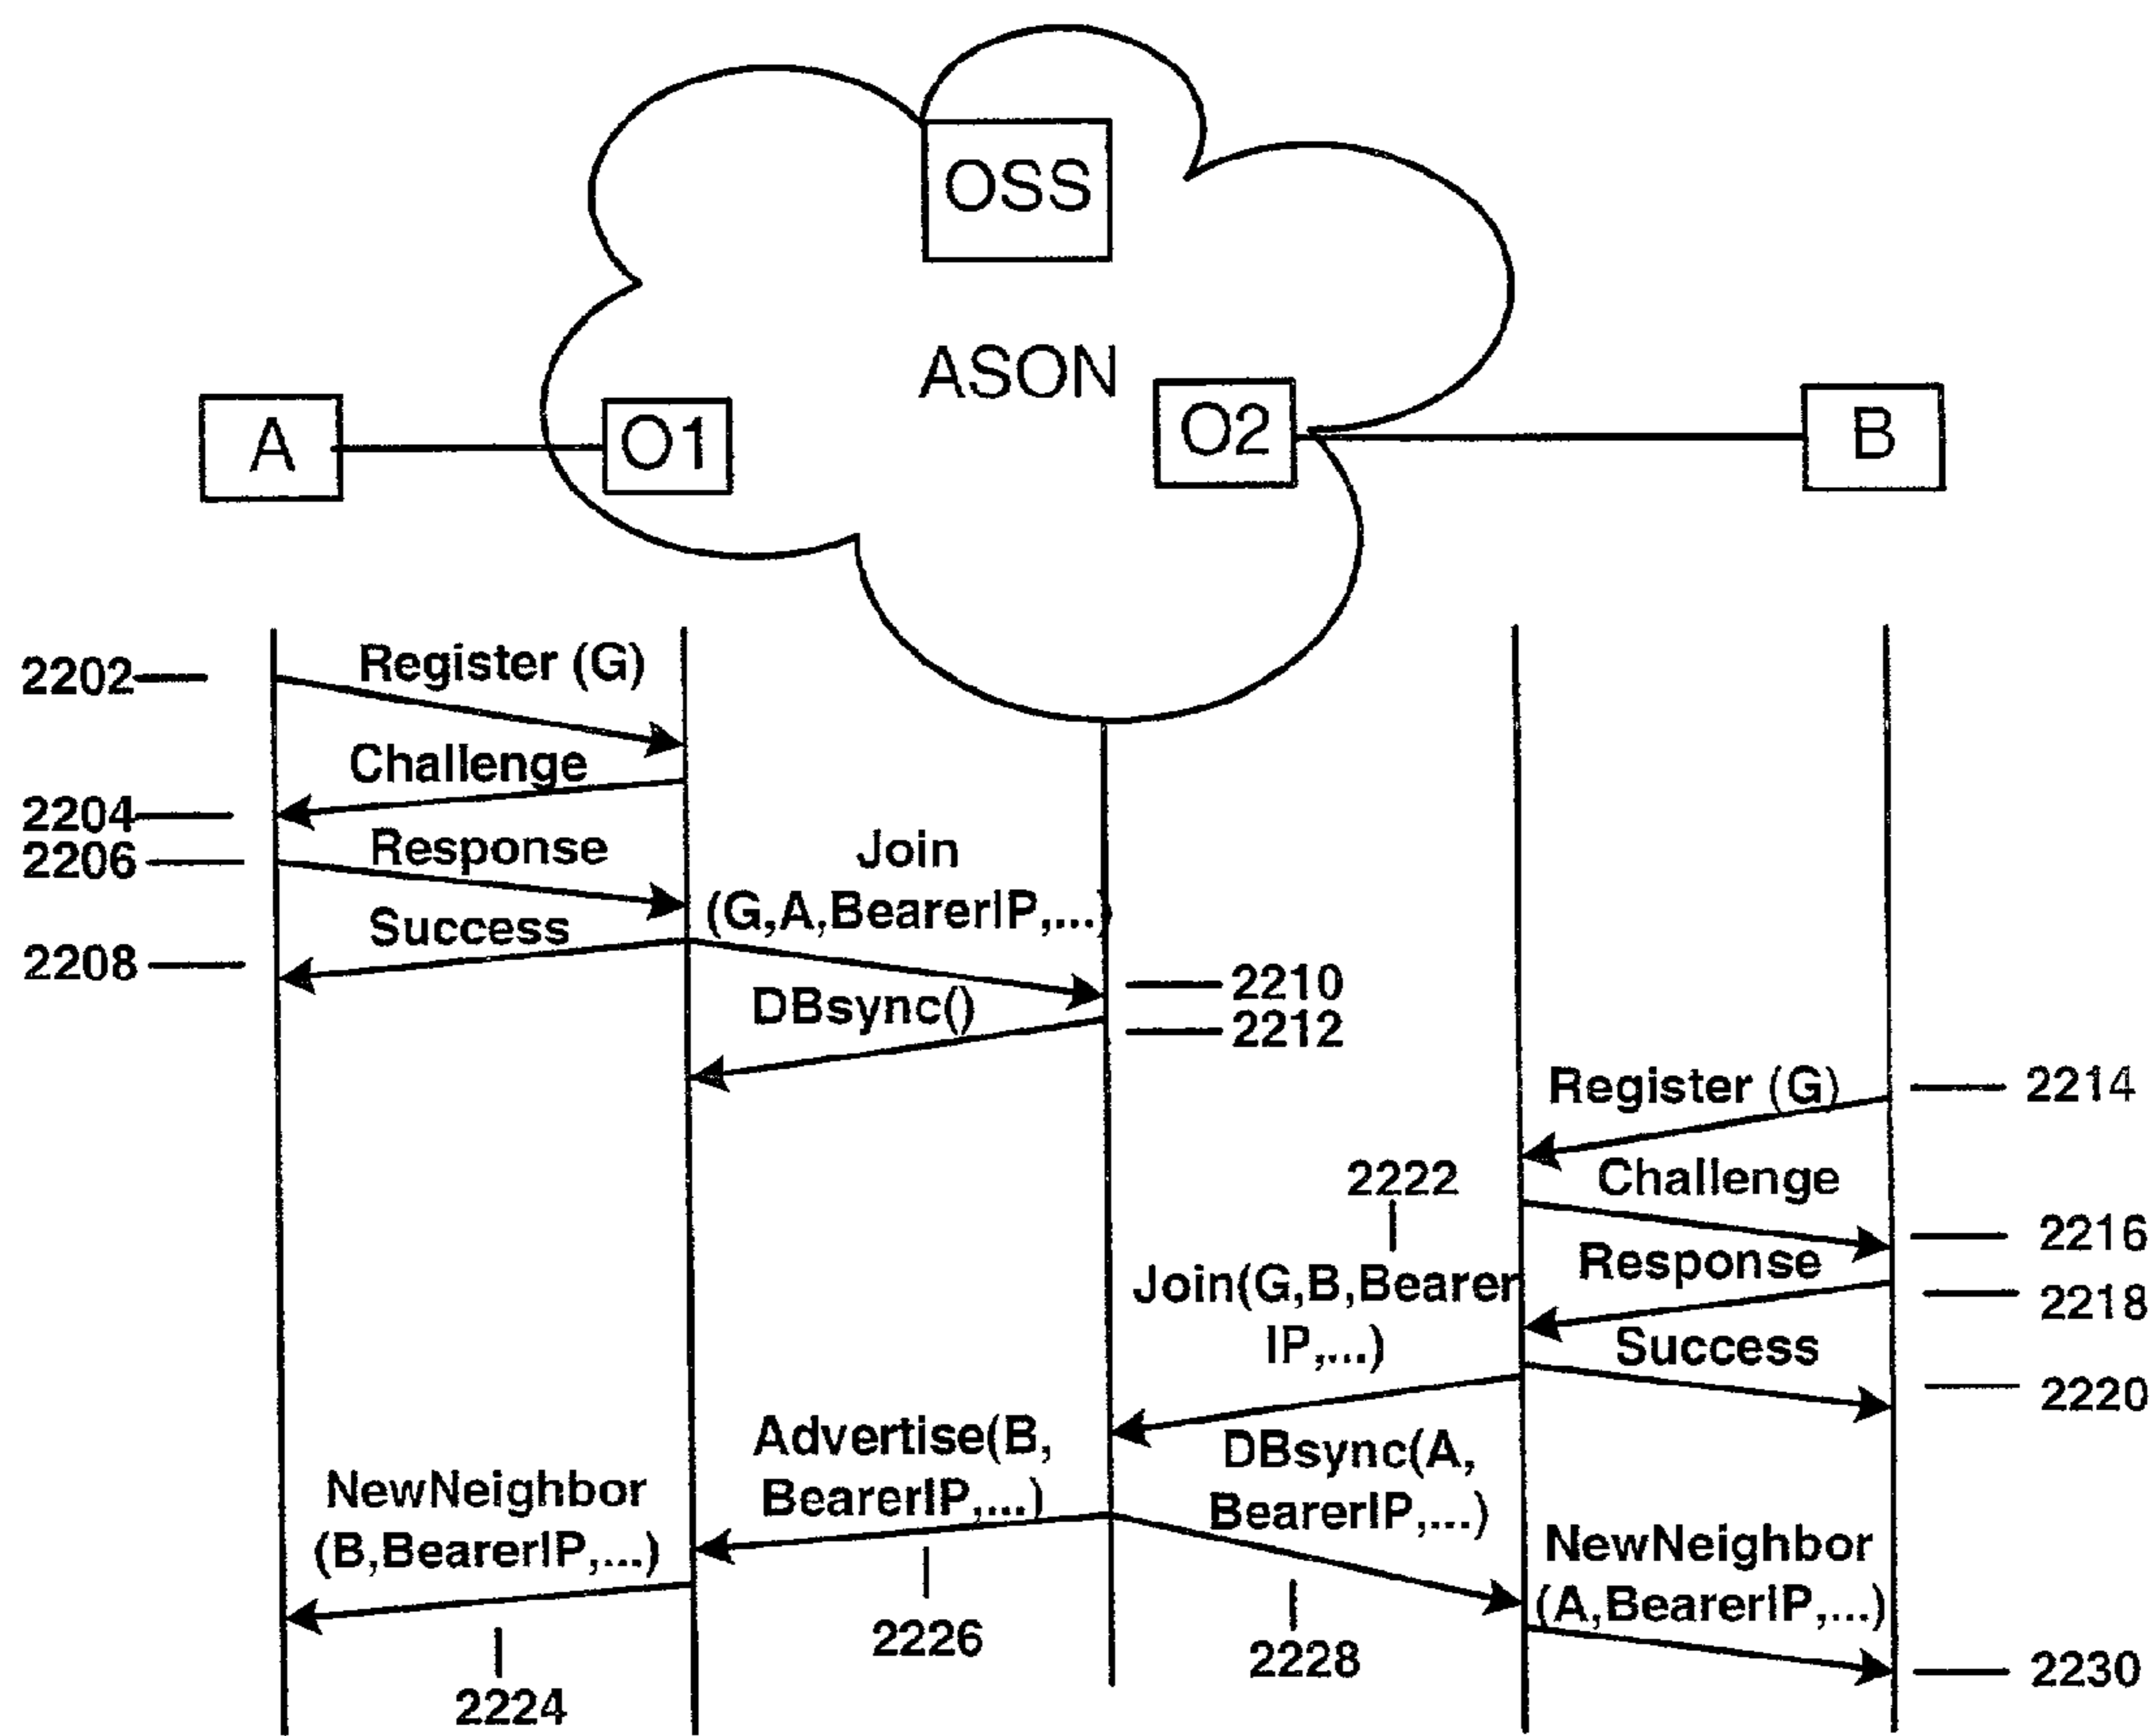 OSS
ASON
A
O1
O2
B
2202
Register (G)
Challenge
2204
2206
Response
Join
(G,A,BearerIP,...)
Success
2208
2210
DBsync()
2212
Register (G)
2214
2222
Challenge
2216
Join(G,B,Bearer
IP,...)
Response
2218
Success
2220
Advertise(B,
BearerIP,....)
DBsync(A,
BearerIP,...)
NewNeighbor
(B,BearerIP,...)
NewNeighbor
(A,BearerIP,...)
2226
2228
2224
2230